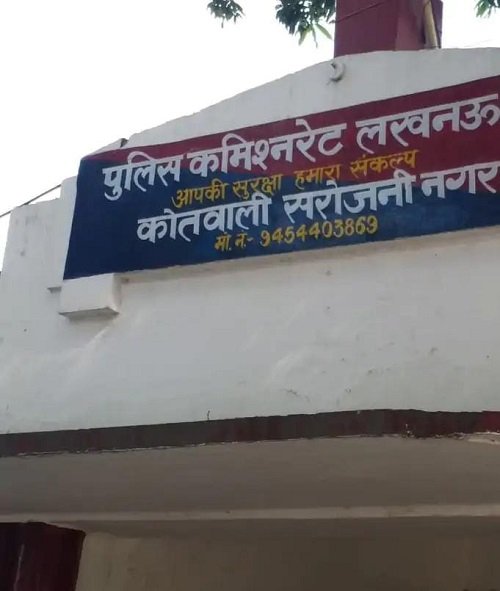 पुलिस कमिश्नरेट लखनऊ
आपकी सुरक्षा हमारा संकल्प
कोतवाली सरोजनी नगर
मो. नं:- 9454403869